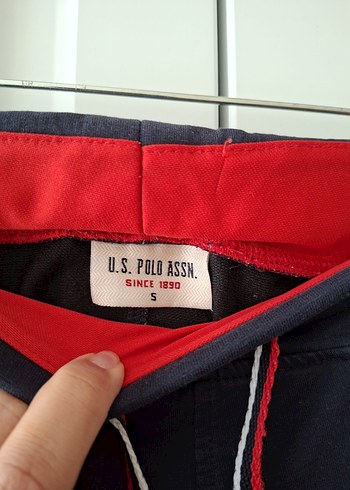 U.S. POLO ASSN.
SINCE 1890
S